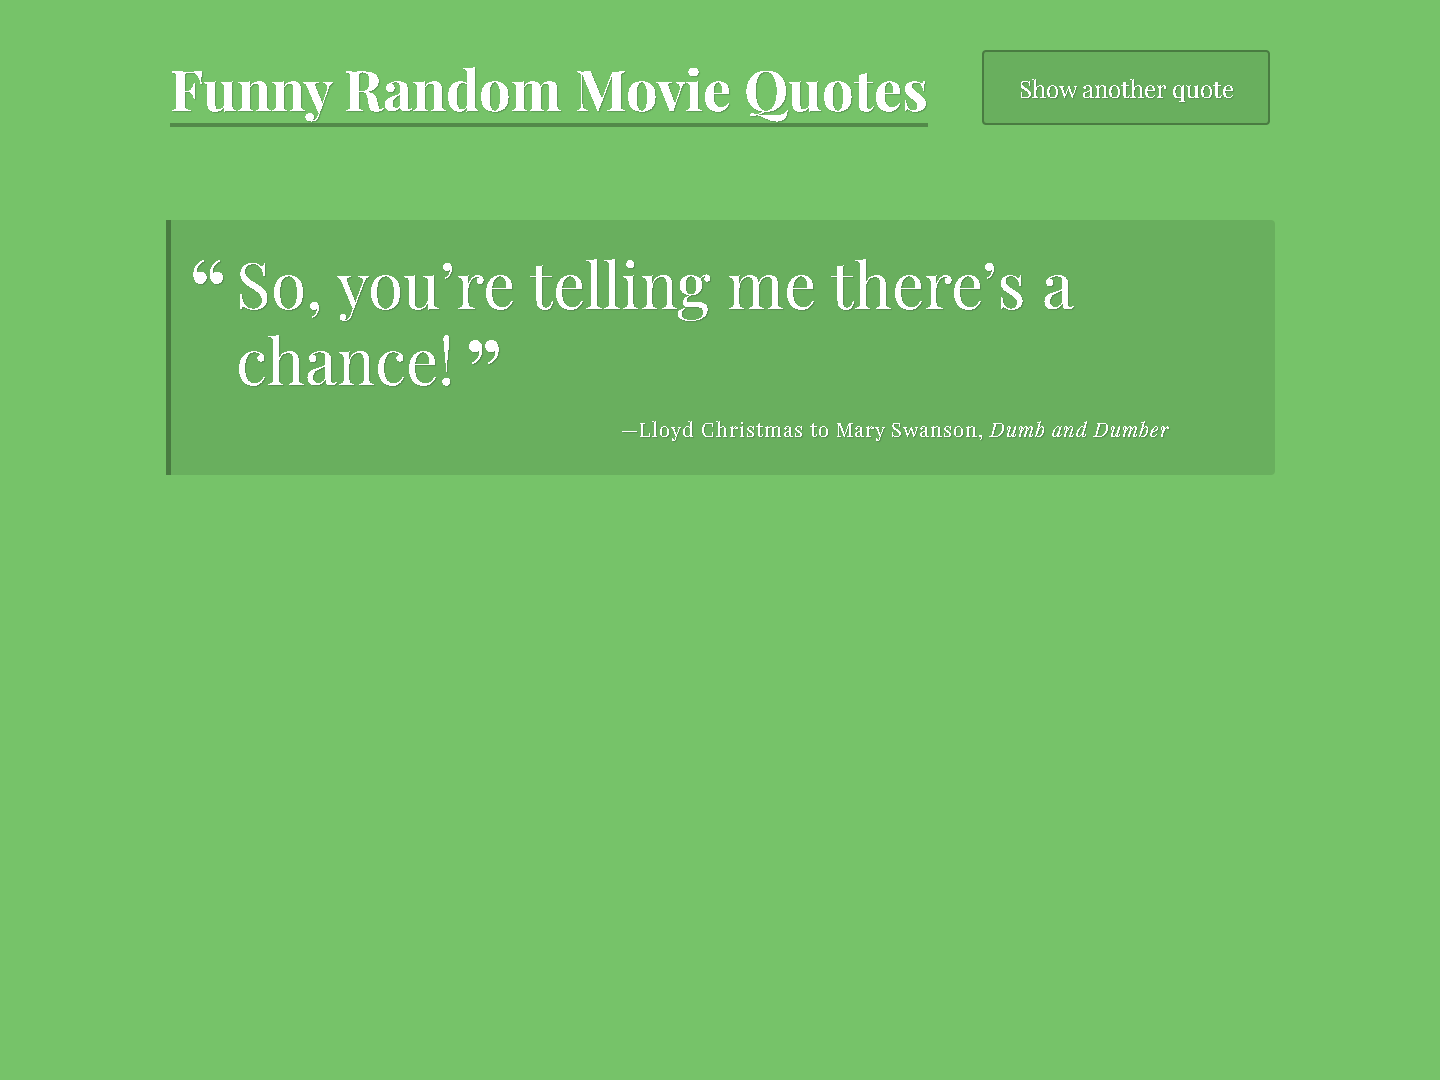 Funny Random Movie Quotes
Show another quote
“So, you’re telling me there’s a
chance!”
—Lloyd Christmas to Mary Swanson, Dumb and Dumber